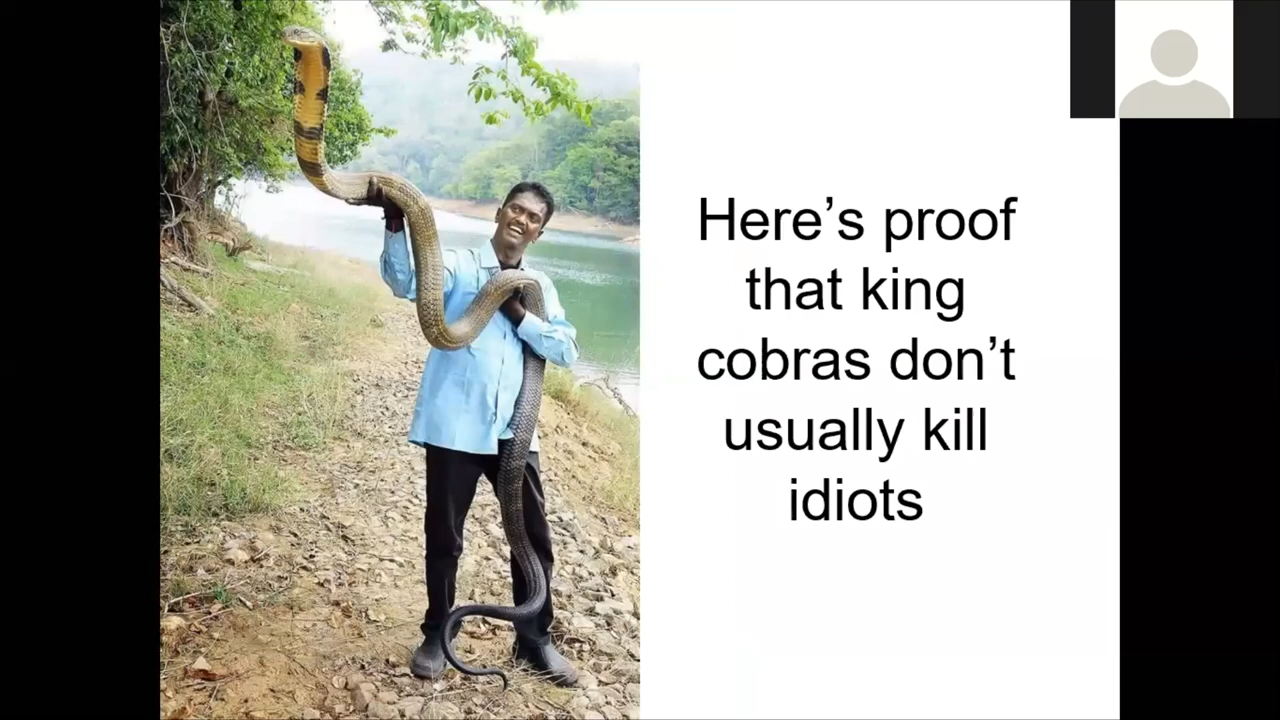 Here’s proof
that king
cobras don’t
usually kill
idiots